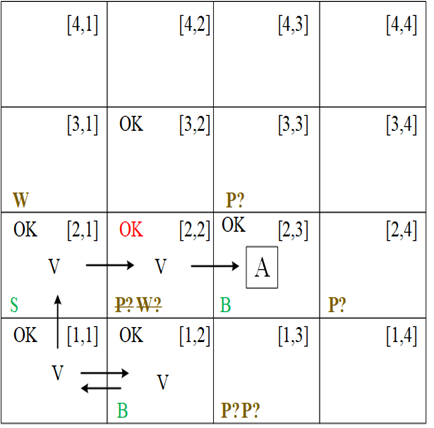 [4,1] [4,2] [4,3] [4,4]
[3,1] OK [3,2] [3,3] [3,4]
W P?
OK [2,1] OK [2,2] OK [2,3] [2,4]
V V A
S P? W? B P?
OK [1,1] OK [1,2] [1,3] [1,4]
V V
B P?P?